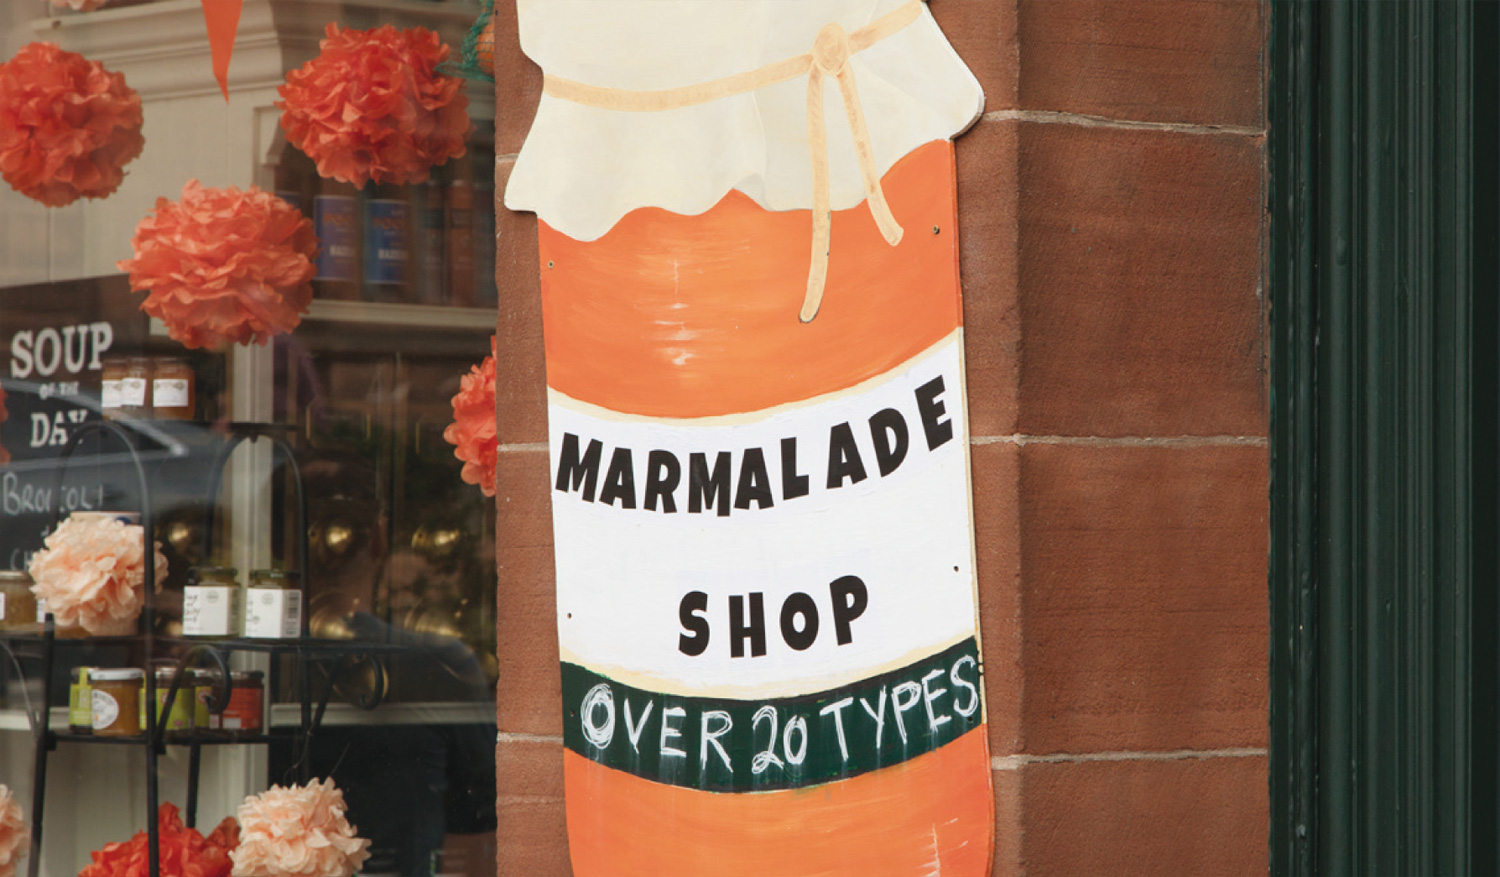 SOUP
OF THE
DAY
BROCCOLI
MARMALADE
SHOP
OVER 20 TYPES